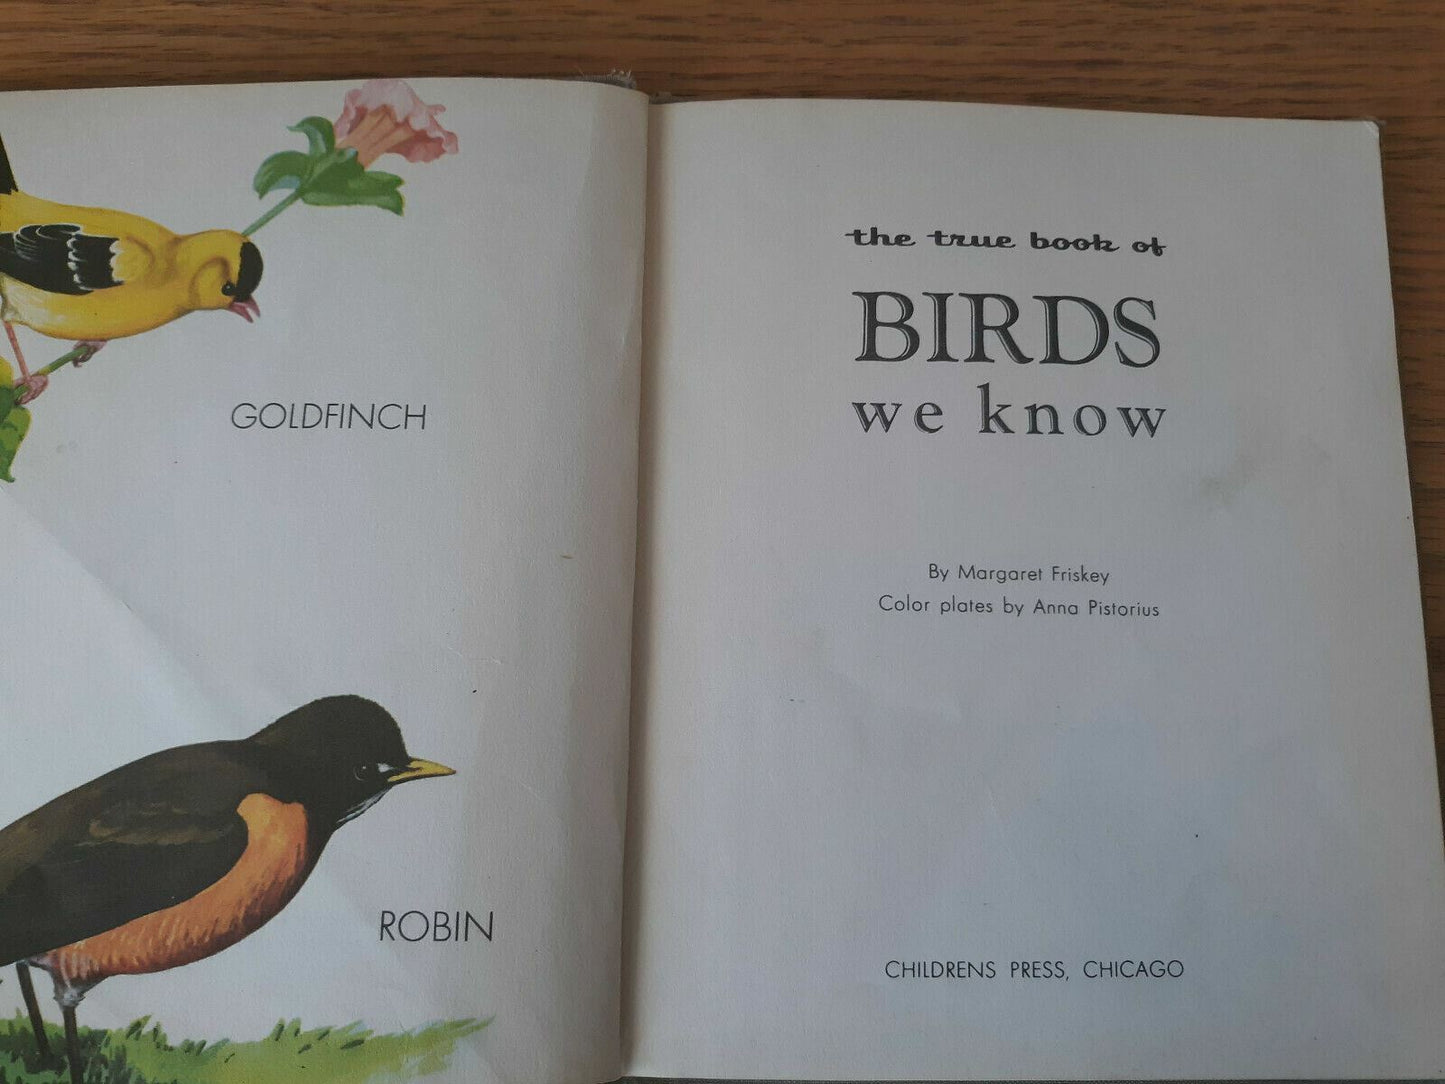 GOLDFINCH
ROBIN
the true book of
BIRDS
we know
By Margaret Friskey
Color plates by Anna Pistorius
CHILDRENS PRESS, CHICAGO